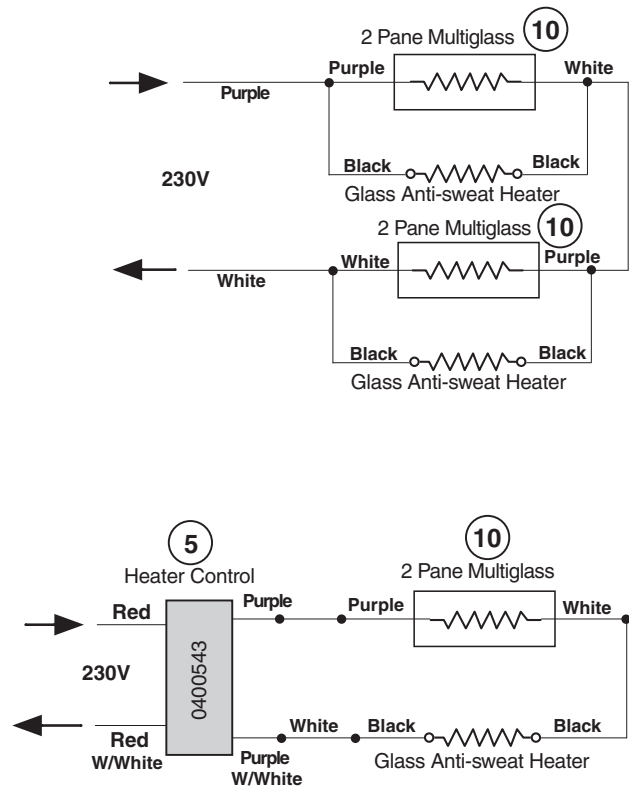 2 Pane Multiglass 10
Purple
White
Purple
Black
Black
230V
Glass Anti-sweat Heater
2 Pane Multiglass 10
White
Purple
White
Black
Black
Glass Anti-sweat Heater
5
10
Heater Control
2 Pane Multiglass
Red
Purple
Purple
White
0400543
230V
Red
W/White
Purple
W/White
White
Black
Black
Glass Anti-sweat Heater